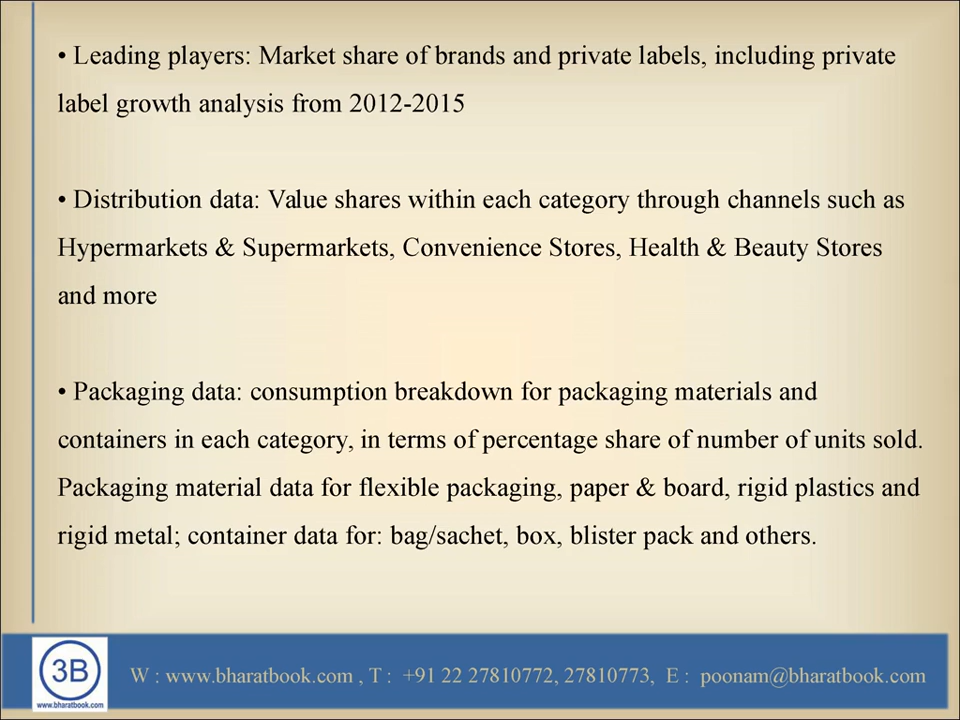 • Leading players: Market share of brands and private labels, including private
label growth analysis from 2012-2015
• Distribution data: Value shares within each category through channels such as
Hypermarkets & Supermarkets, Convenience Stores, Health & Beauty Stores
and more
• Packaging data: consumption breakdown for packaging materials and
containers in each category, in terms of percentage share of number of units sold.
Packaging material data for flexible packaging, paper & board, rigid plastics and
rigid metal; container data for: bag/sachet, box, blister pack and others.
3B
www.bharatbook.com
W : www.bharatbook.com , T : +91 22 27810772, 27810773, E : poonam@bharatbook.com